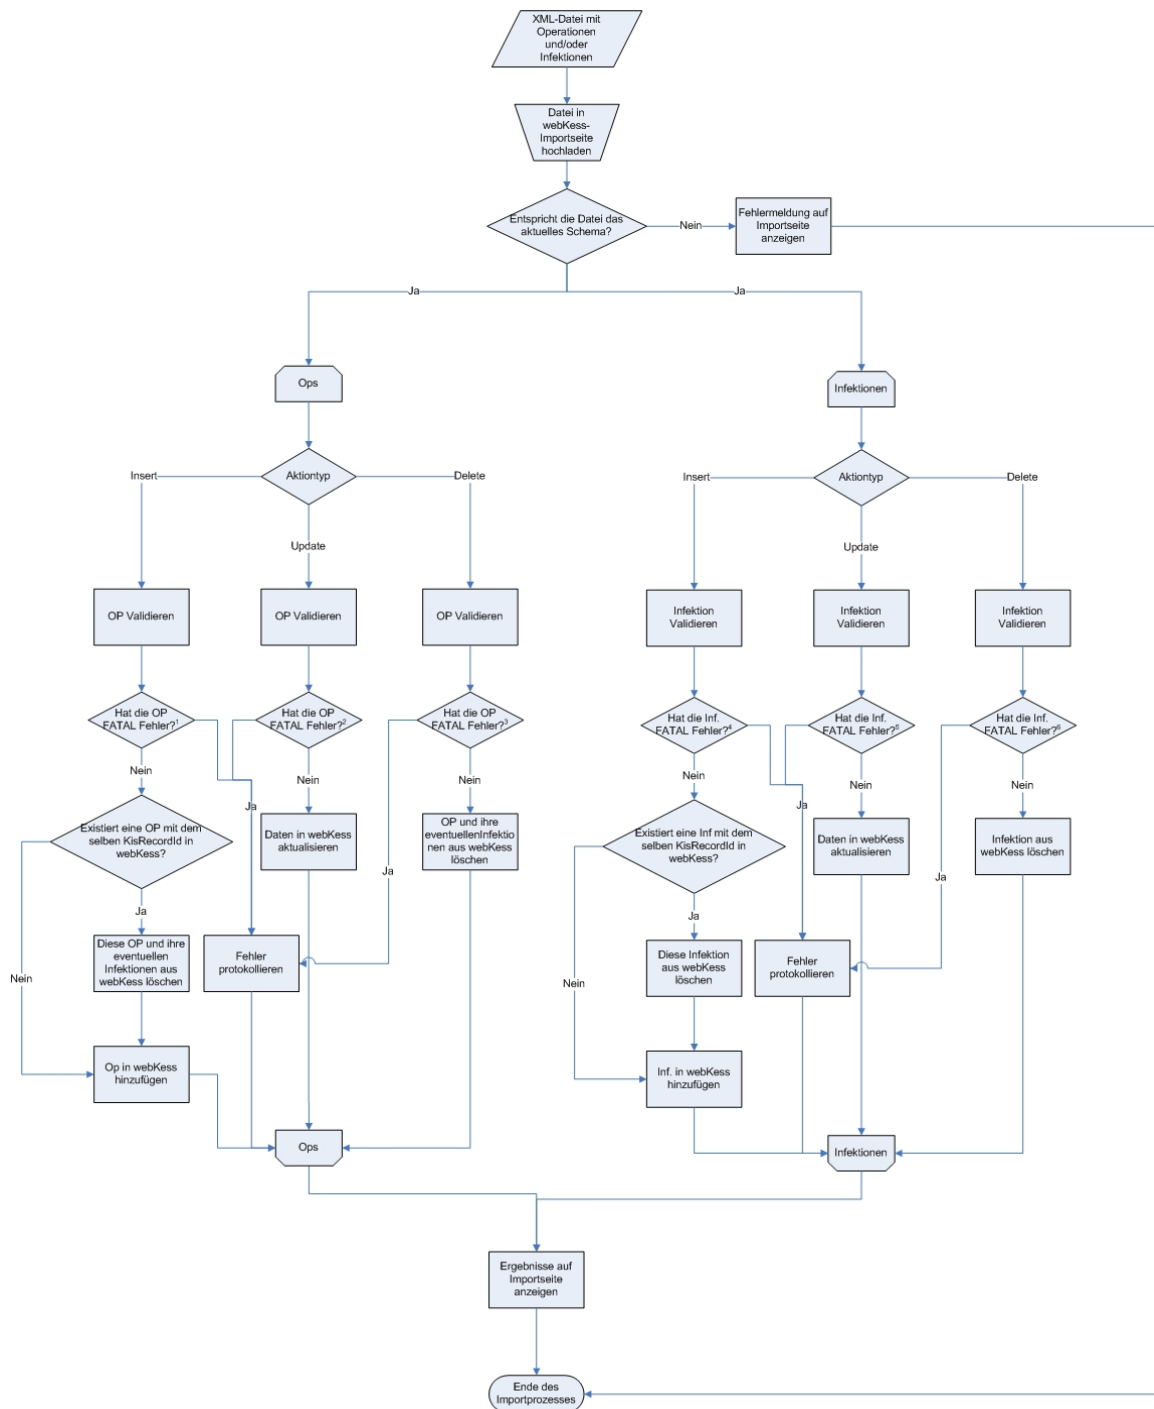 XML-Datei mit
Operationen
und/oder
Infektionen
Datei in
webKess-
Importseite
hochladen
Entspricht die Datei das
aktuelles Schema?
Nein
Fehlermeldung auf
Importseite
anzeigen
Ja
Ja
Ops
Infektionen
Aktiontyp
Insert
Delete
Update
Aktiontyp
Insert
Delete
Update
OP Validieren
OP Validieren
OP Validieren
Infektion
Validieren
Infektion
Validieren
Infektion
Validieren
Hat die OP
FATAL Fehler?¹
Hat die OP
FATAL Fehler?²
Hat die OP
FATAL Fehler?³
Hat die Inf.
FATAL Fehler?⁴
Hat die Inf.
FATAL Fehler?⁵
Hat die Inf.
FATAL Fehler?⁶
Nein
Nein
Nein
Nein
Nein
Nein
Existiert eine OP mit dem
selben KisRecordId in
webKess?
Ja
Daten in webKess
aktualisieren
OP und ihre
eventuellenInfektio
nen aus webKess
löschen
Existiert eine Inf mit dem
selben KisRecordId in
webKess?
Ja
Daten in webKess
aktualisieren
Infektion aus
webKess löschen
Ja
Ja
Ja
Ja
Nein
Diese OP und ihre
eventuellen
Infektionen aus
webKess löschen
Fehler
protokollieren
Nein
Diese Infektion
aus webKess
löschen
Fehler
protokollieren
Op in webKess
hinzufügen
Inf. in webKess
hinzufügen
Ops
Infektionen
Ergebnisse auf
Importseite
anzeigen
Ende des
Importprozesses